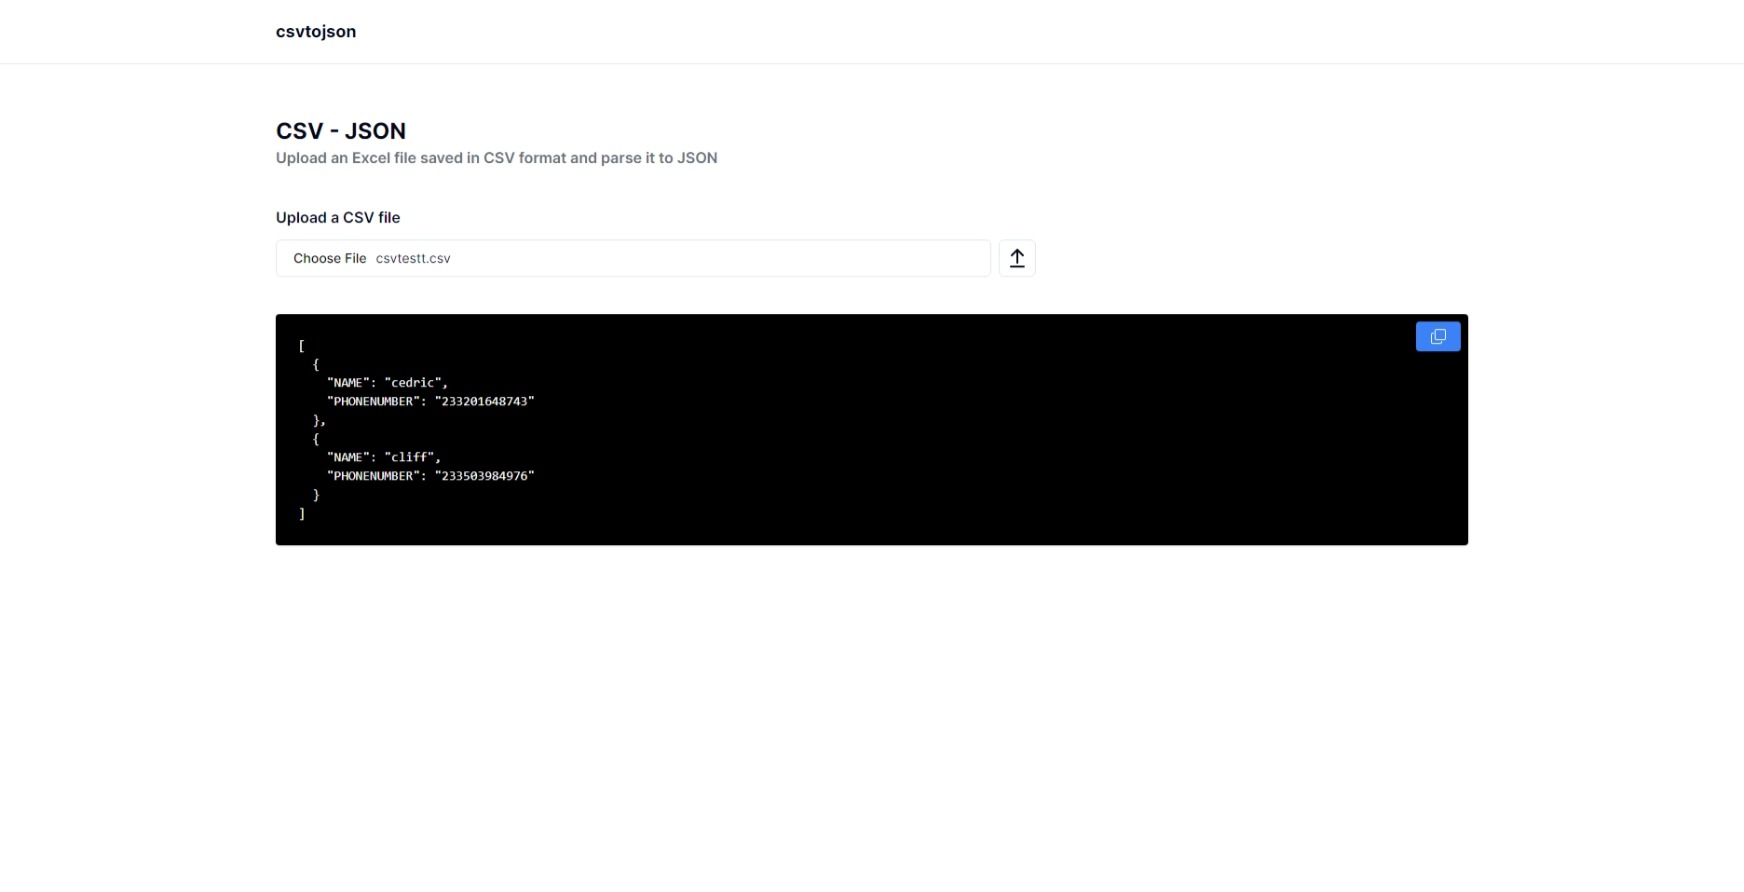 csvtojson
CSV - JSON
Upload an Excel file saved in CSV format and parse it to JSON
Upload a CSV file
Choose File csvtestt.csv
[
  {
    "NAME": "cedric",
    "PHONENUMBER": "233201648743"
  },
  {
    "NAME": "cliff",
    "PHONENUMBER": "233503984976"
  }
]